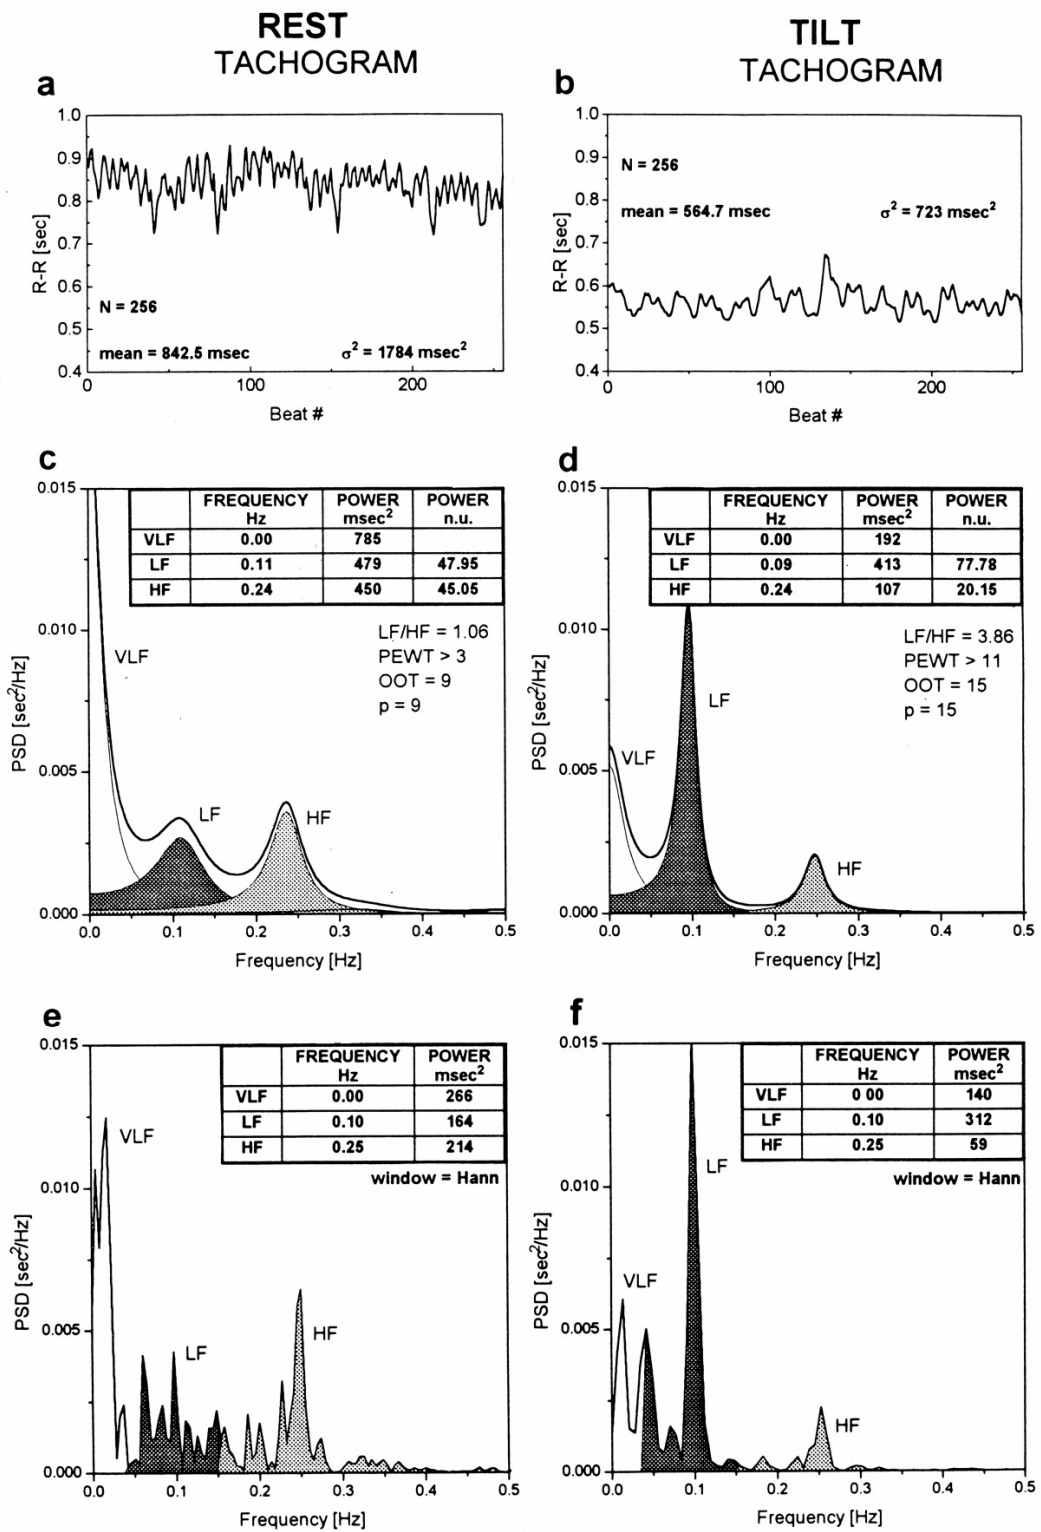 REST
TACHOGRAM
TILT
TACHOGRAM
a
1.0
0.9
0.8
0.7
0.6
0.5
0.4
R-R [sec]
N = 256
mean = 842.5 msec σ² = 1784 msec²
0 100 200
Beat #
b
1.0
0.9
0.8
0.7
0.6
0.5
0.4
R-R [sec]
N = 256
mean = 564.7 msec σ² = 723 msec²
0 100 200
Beat #
c
0.015
0.010
0.005
0.000
PSD [sec²/Hz]
FREQUENCY POWER POWER
Hz msec² n.u.
VLF 0.00 785
LF 0.11 479 47.95
HF 0.24 450 45.05
LF/HF = 1.06
PEWT > 3
OOT = 9
p = 9
VLF
LF
HF
0.0 0.1 0.2 0.3 0.4 0.5
Frequency [Hz]
d
0.015
0.010
0.005
0.000
PSD [sec²/Hz]
FREQUENCY POWER POWER
Hz msec² n.u.
VLF 0.00 192
LF 0.09 413 77.78
HF 0.24 107 20.15
LF/HF = 3.86
PEWT > 11
OOT = 15
p = 15
LF
VLF
HF
0.0 0.1 0.2 0.3 0.4 0.5
Frequency [Hz]
e
0.015
0.010
0.005
0.000
PSD [sec²/Hz]
FREQUENCY POWER
Hz msec²
VLF 0.00 266
LF 0.10 164
HF 0.25 214
window = Hann
VLF
LF
HF
0.0 0.1 0.2 0.3 0.4 0.5
Frequency [Hz]
f
0.015
0.010
0.005
0.000
PSD [sec²/Hz]
FREQUENCY POWER
Hz msec²
VLF 0 00 140
LF 0.10 312
HF 0.25 59
window = Hann
LF
VLF
HF
0.0 0.1 0.2 0.3 0.4 0.5
Frequency [Hz]